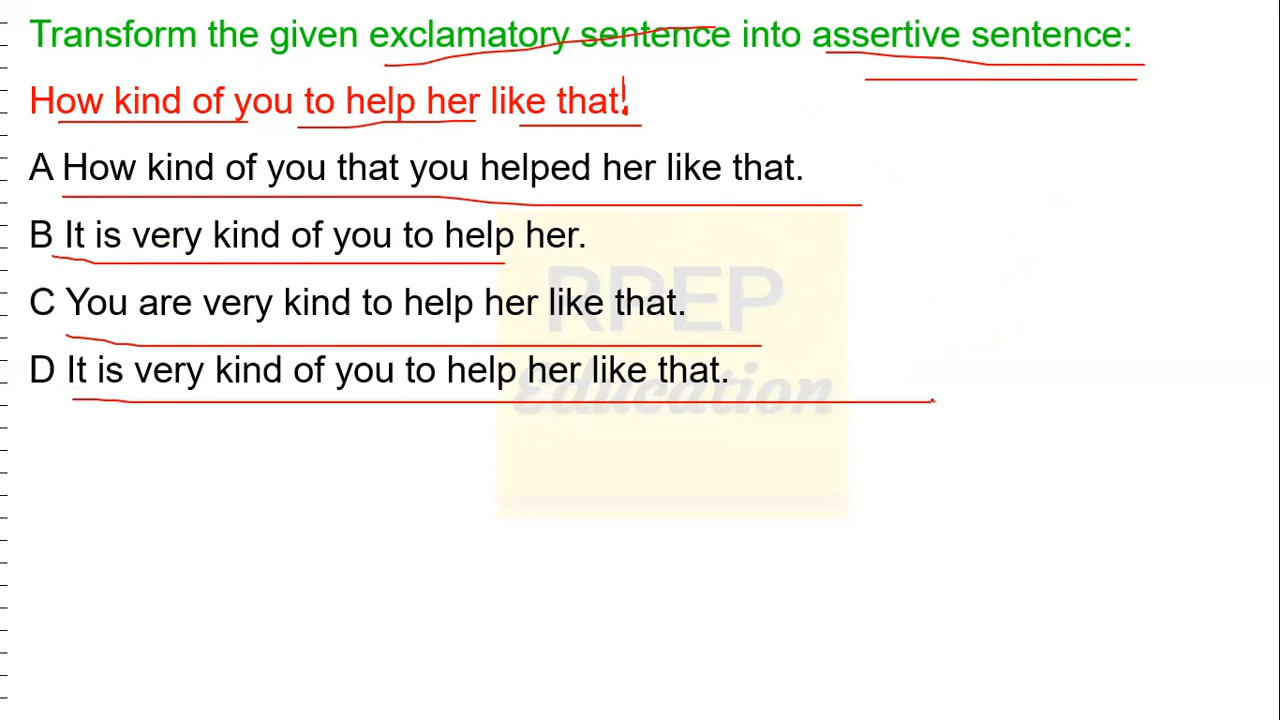 Transform the given exclamatory sentence into assertive sentence:
How kind of you to help her like that!
A How kind of you that you helped her like that.
B It is very kind of you to help her.
C You are very kind to help her like that.
D It is very kind of you to help her like that.
RPEP
Education